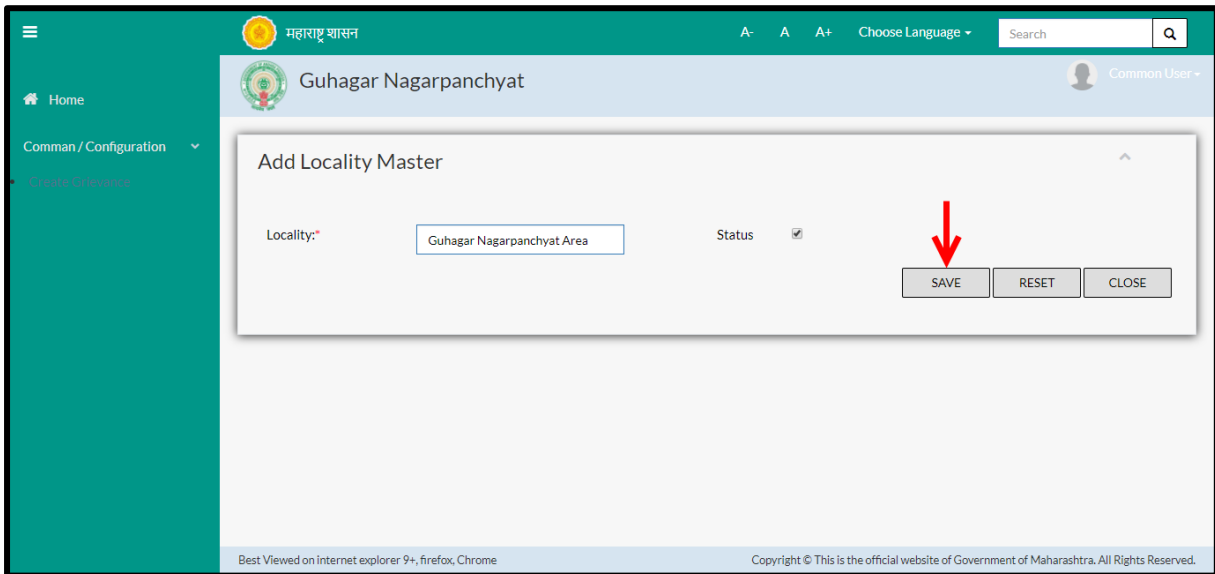 महाराष्ट्र शासन A- A A+ Choose Language Search
Guhagar Nagarpanchyat Common User
Home
Comman / Configuration
Create Grievance
Add Locality Master
Locality:* Guhagar Nagarpanchyat Area Status
SAVE RESET CLOSE
Best Viewed on internet explorer 9+, firefox, Chrome Copyright © This is the official website of Government of Maharashtra. All Rights Reserved.